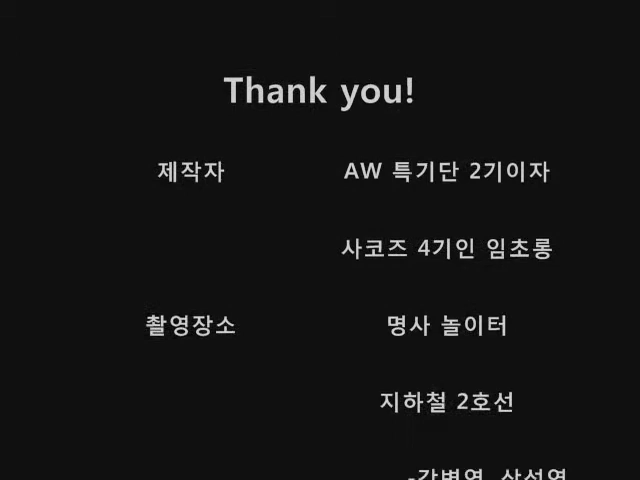 Thank you!
제작자 AW 특기단 2기이자
사코즈 4기인 임초롱
촬영장소 명사 놀이터
지하철 2호선